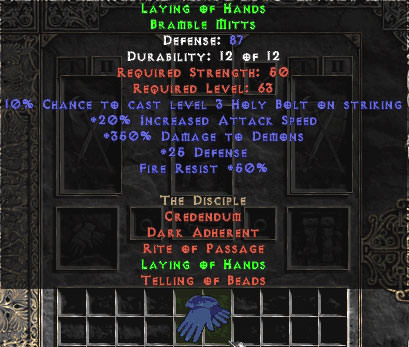 Laying of Hands
Bramble Mitts
Defense: 87
Durability: 12 of 12
Required Strength: 50
Required Level: 63
10% Chance to cast level 3 Holy Bolt on striking
+20% Increased Attack Speed
+350% Damage to Demons
+25 Defense
Fire Resist +50%
The Disciple
Credendum
Dark Adherent
Rite of Passage
Laying of Hands
Telling of Beads